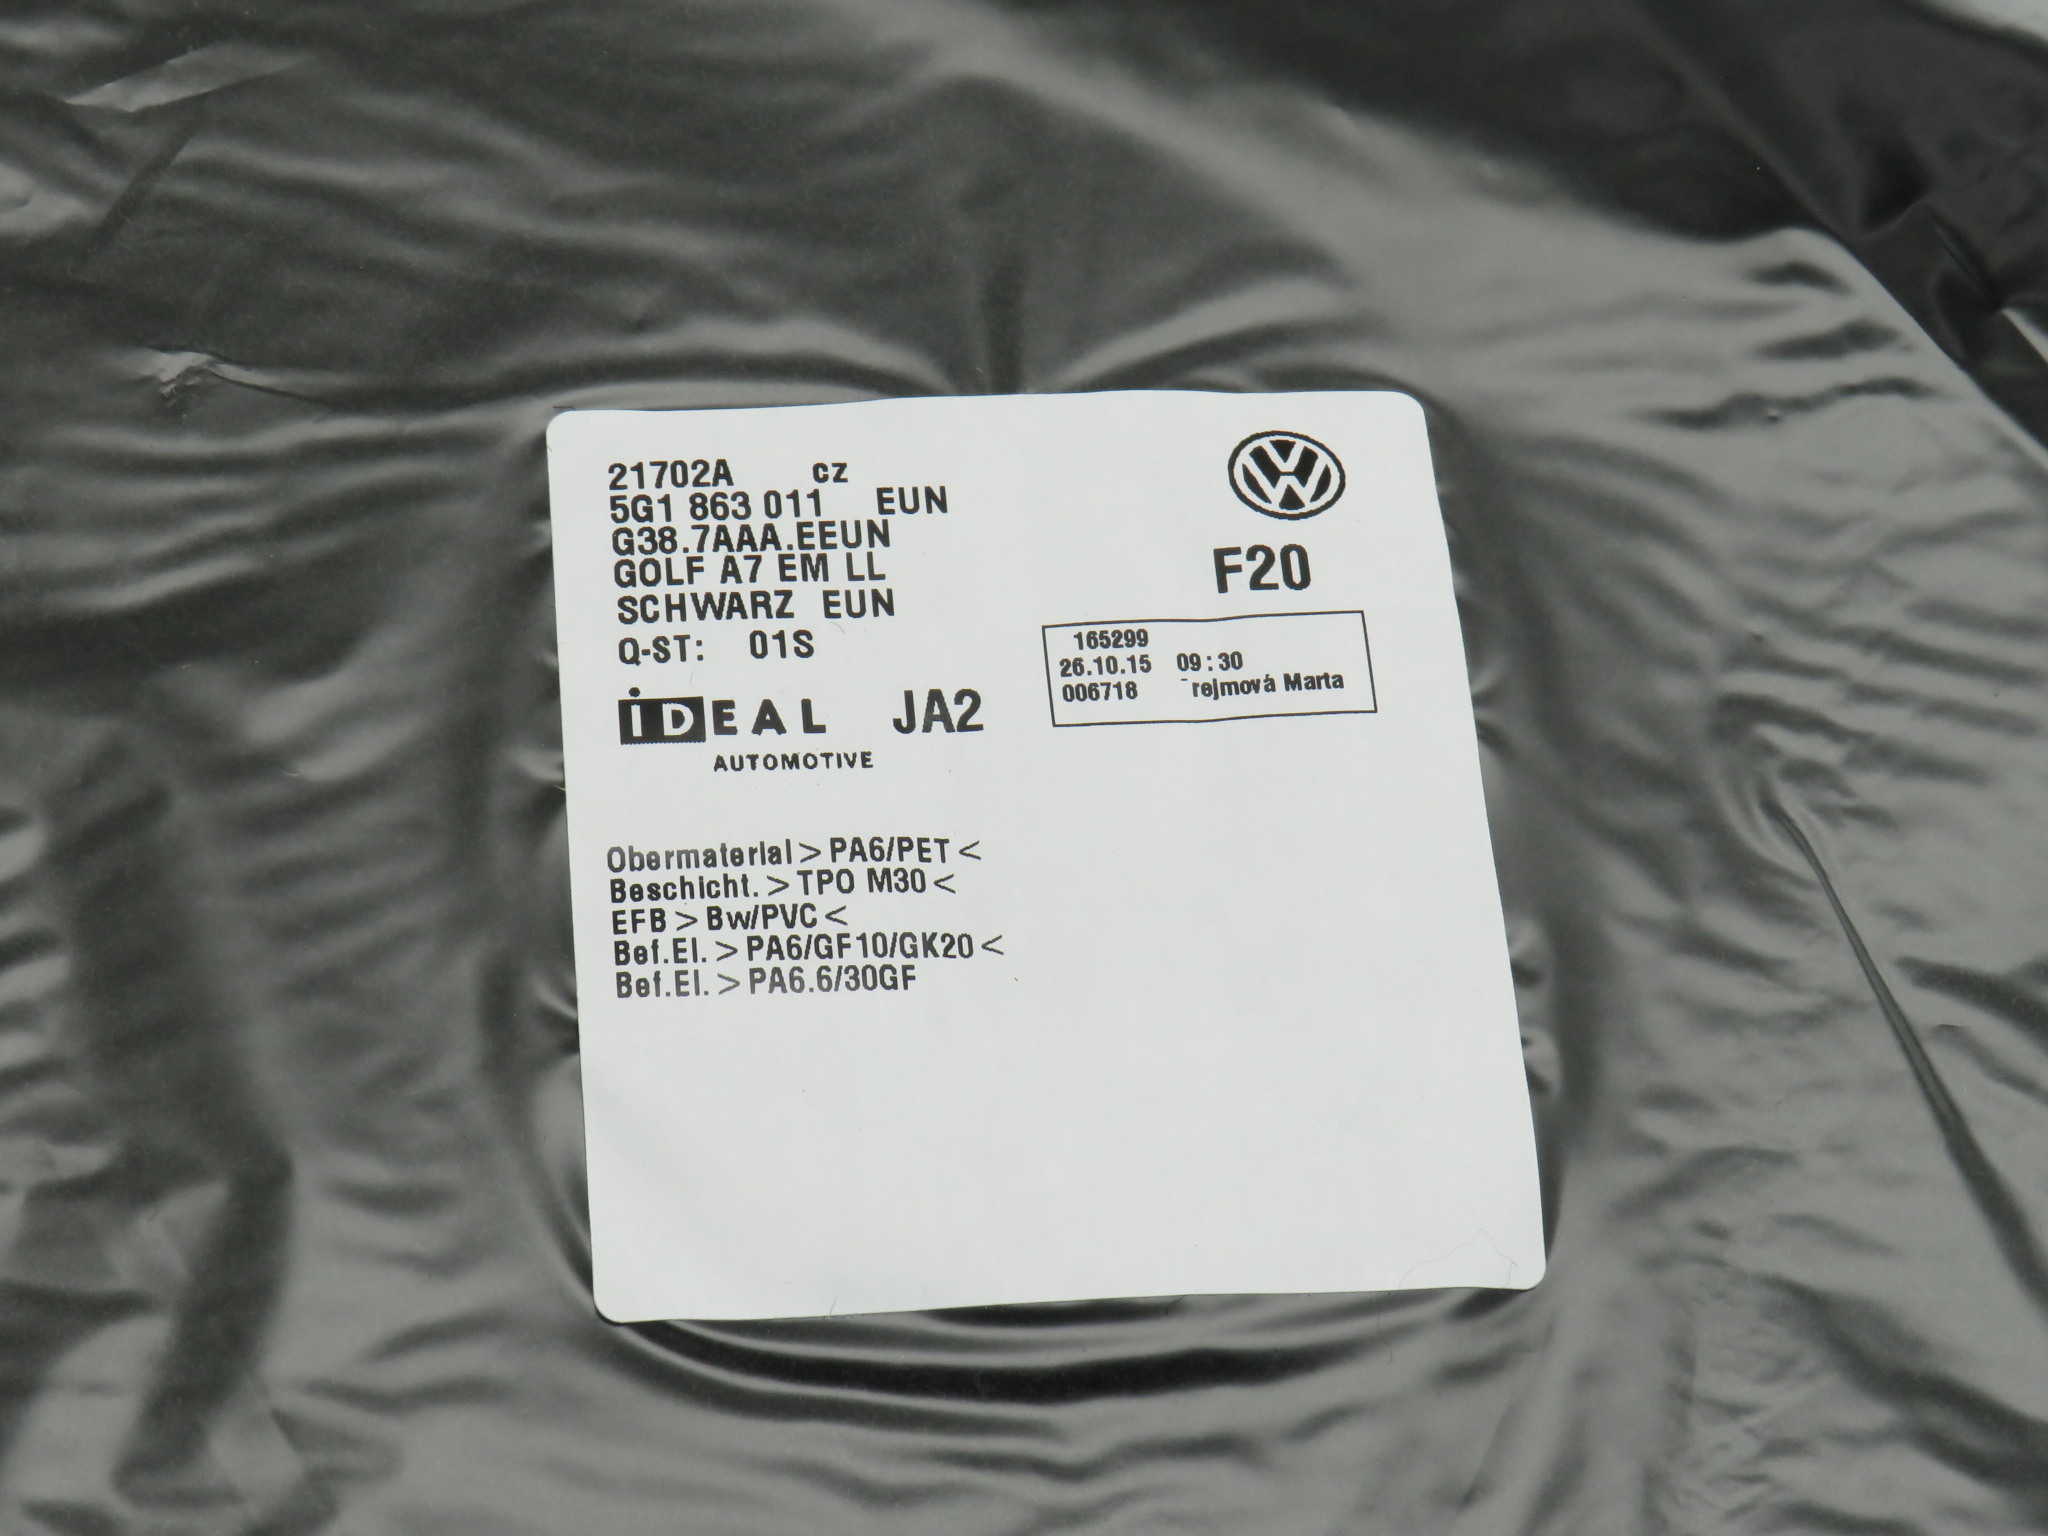 21702A cz
5G1 863 011 EUN
G38.7AAA.EEUN
GOLF A7 EM LL
SCHWARZ EUN
Q-ST: 01S
F20
165299
26.10.15 09:30
006718 ¯rejmová Marta
iDEAL JA2
AUTOMOTIVE
Obermaterial > PA6/PET <
Beschicht. > TPO M30 <
EFB > Bw/PVC <
Bef.El. > PA6/GF10/GK20 <
Bef.El. > PA6.6/30GF